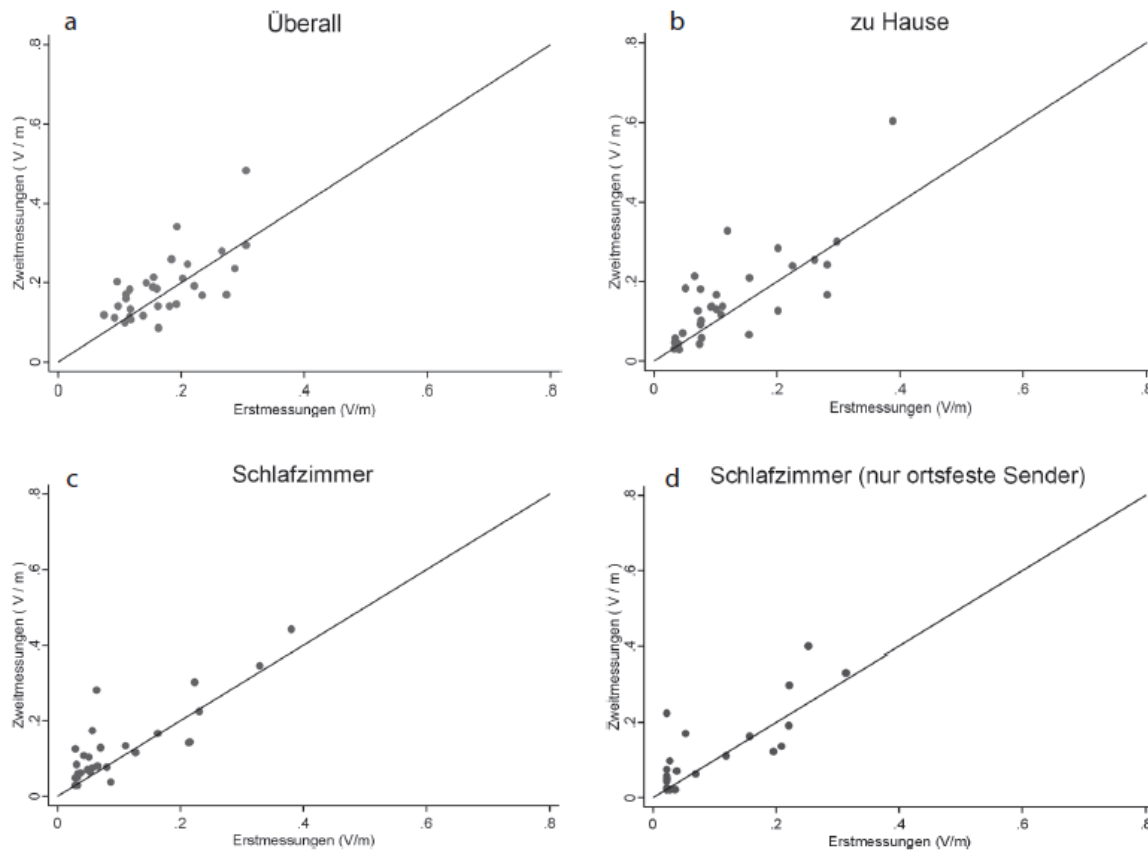 a
Überall
Zweitmessungen ( V / m )
.8
.6
.4
.2
0
0
.2
.4
.6
.8
Erstmessungen (V/m)
b
zu Hause
Zweitmessungen ( V / m )
.8
.6
.4
.2
0
0
.2
.4
.6
.8
Erstmessungen (V/m)
c
Schlafzimmer
Zweitmessungen ( V / m )
.8
.6
.4
.2
0
0
.2
.4
.6
.8
Erstmessungen (V/m)
d
Schlafzimmer (nur ortsfeste Sender)
Zweitmessungen ( V / m )
.8
.6
.4
.2
0
0
.2
.4
.6
.8
Erstmessungen (V/m)